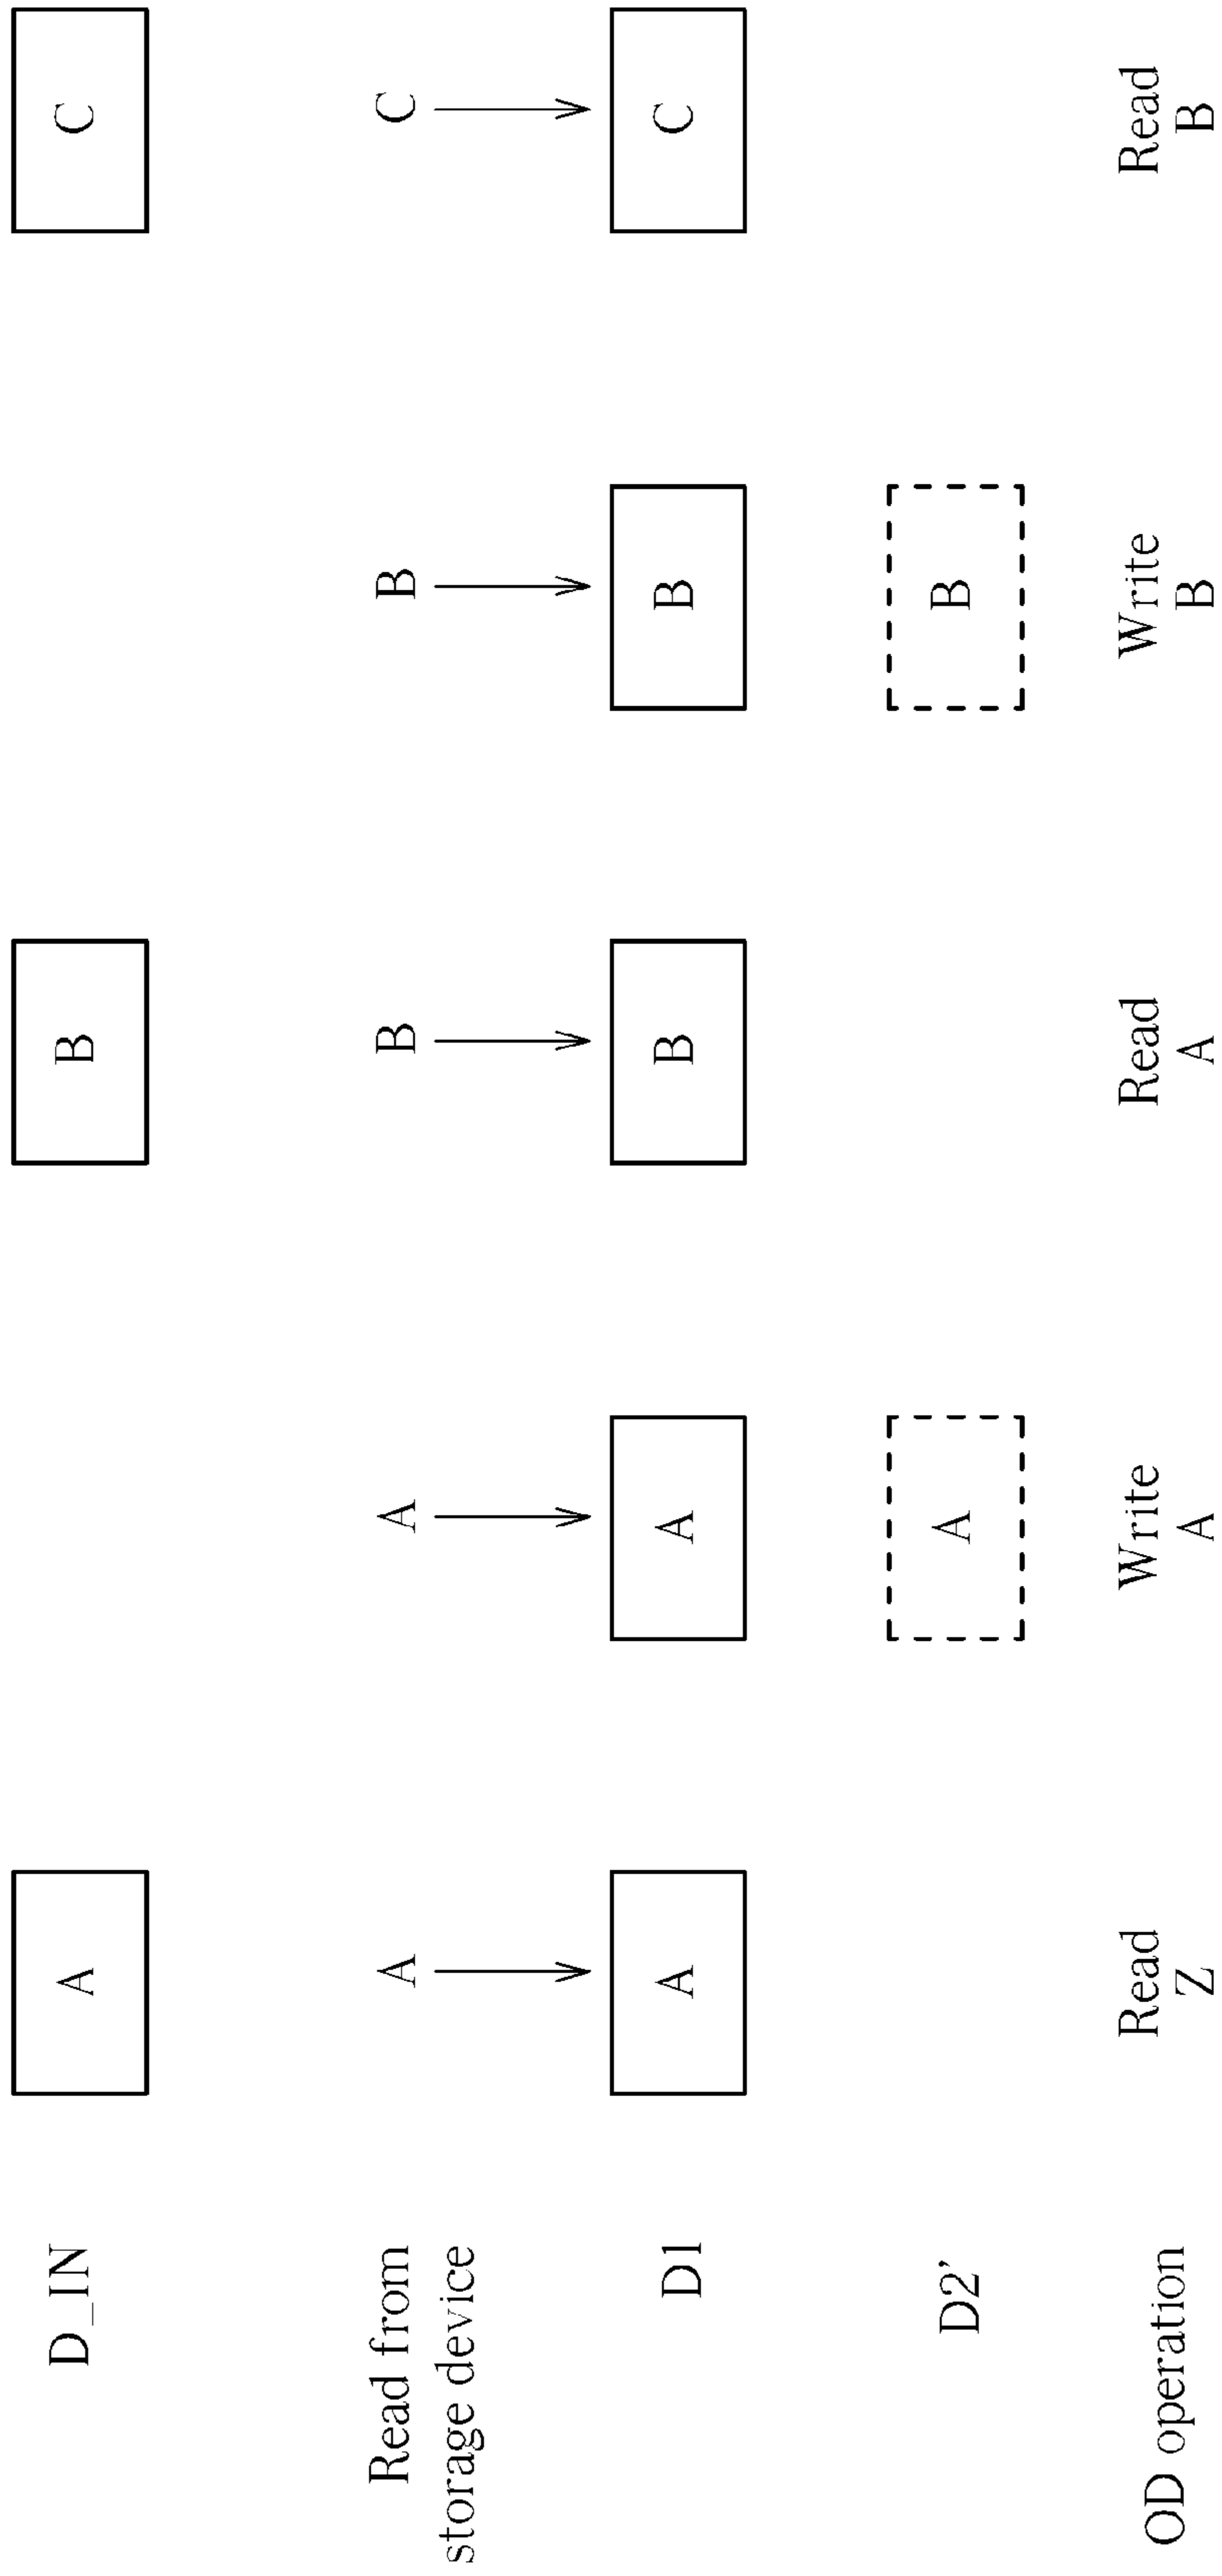 D_IN A B C
Read from A A B B C
storage device
D1 A A B B C
D2' A B
OD operation Read Write Read Write Read
Z A A B B